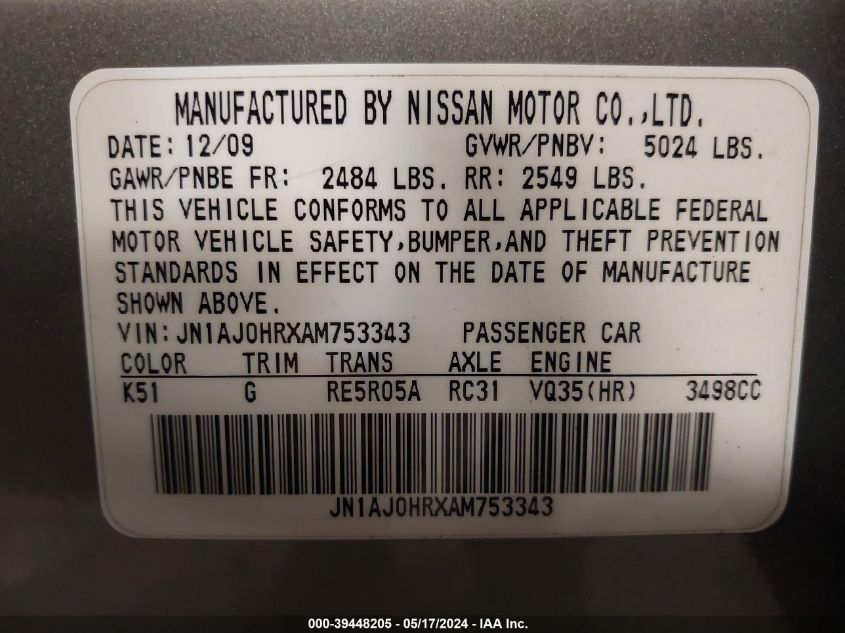 MANUFACTURED BY NISSAN MOTOR CO.,LTD.
DATE: 12/09 GVWR/PNBV: 5024 LBS.
GAWR/PNBE FR: 2484 LBS. RR: 2549 LBS.
THIS VEHICLE CONFORMS TO ALL APPLICABLE FEDERAL
MOTOR VEHICLE SAFETY,BUMPER,AND THEFT PREVENTION
STANDARDS IN EFFECT ON THE DATE OF MANUFACTURE
SHOWN ABOVE.
VIN: JN1AJ0HRXAM753343 PASSENGER CAR
COLOR TRIM TRANS AXLE ENGINE
K51 G RE5R05A RC31 VQ35(HR) 3498CC
JN1AJ0HRXAM753343
000-39448205 - 05/17/2024 - IAA Inc.